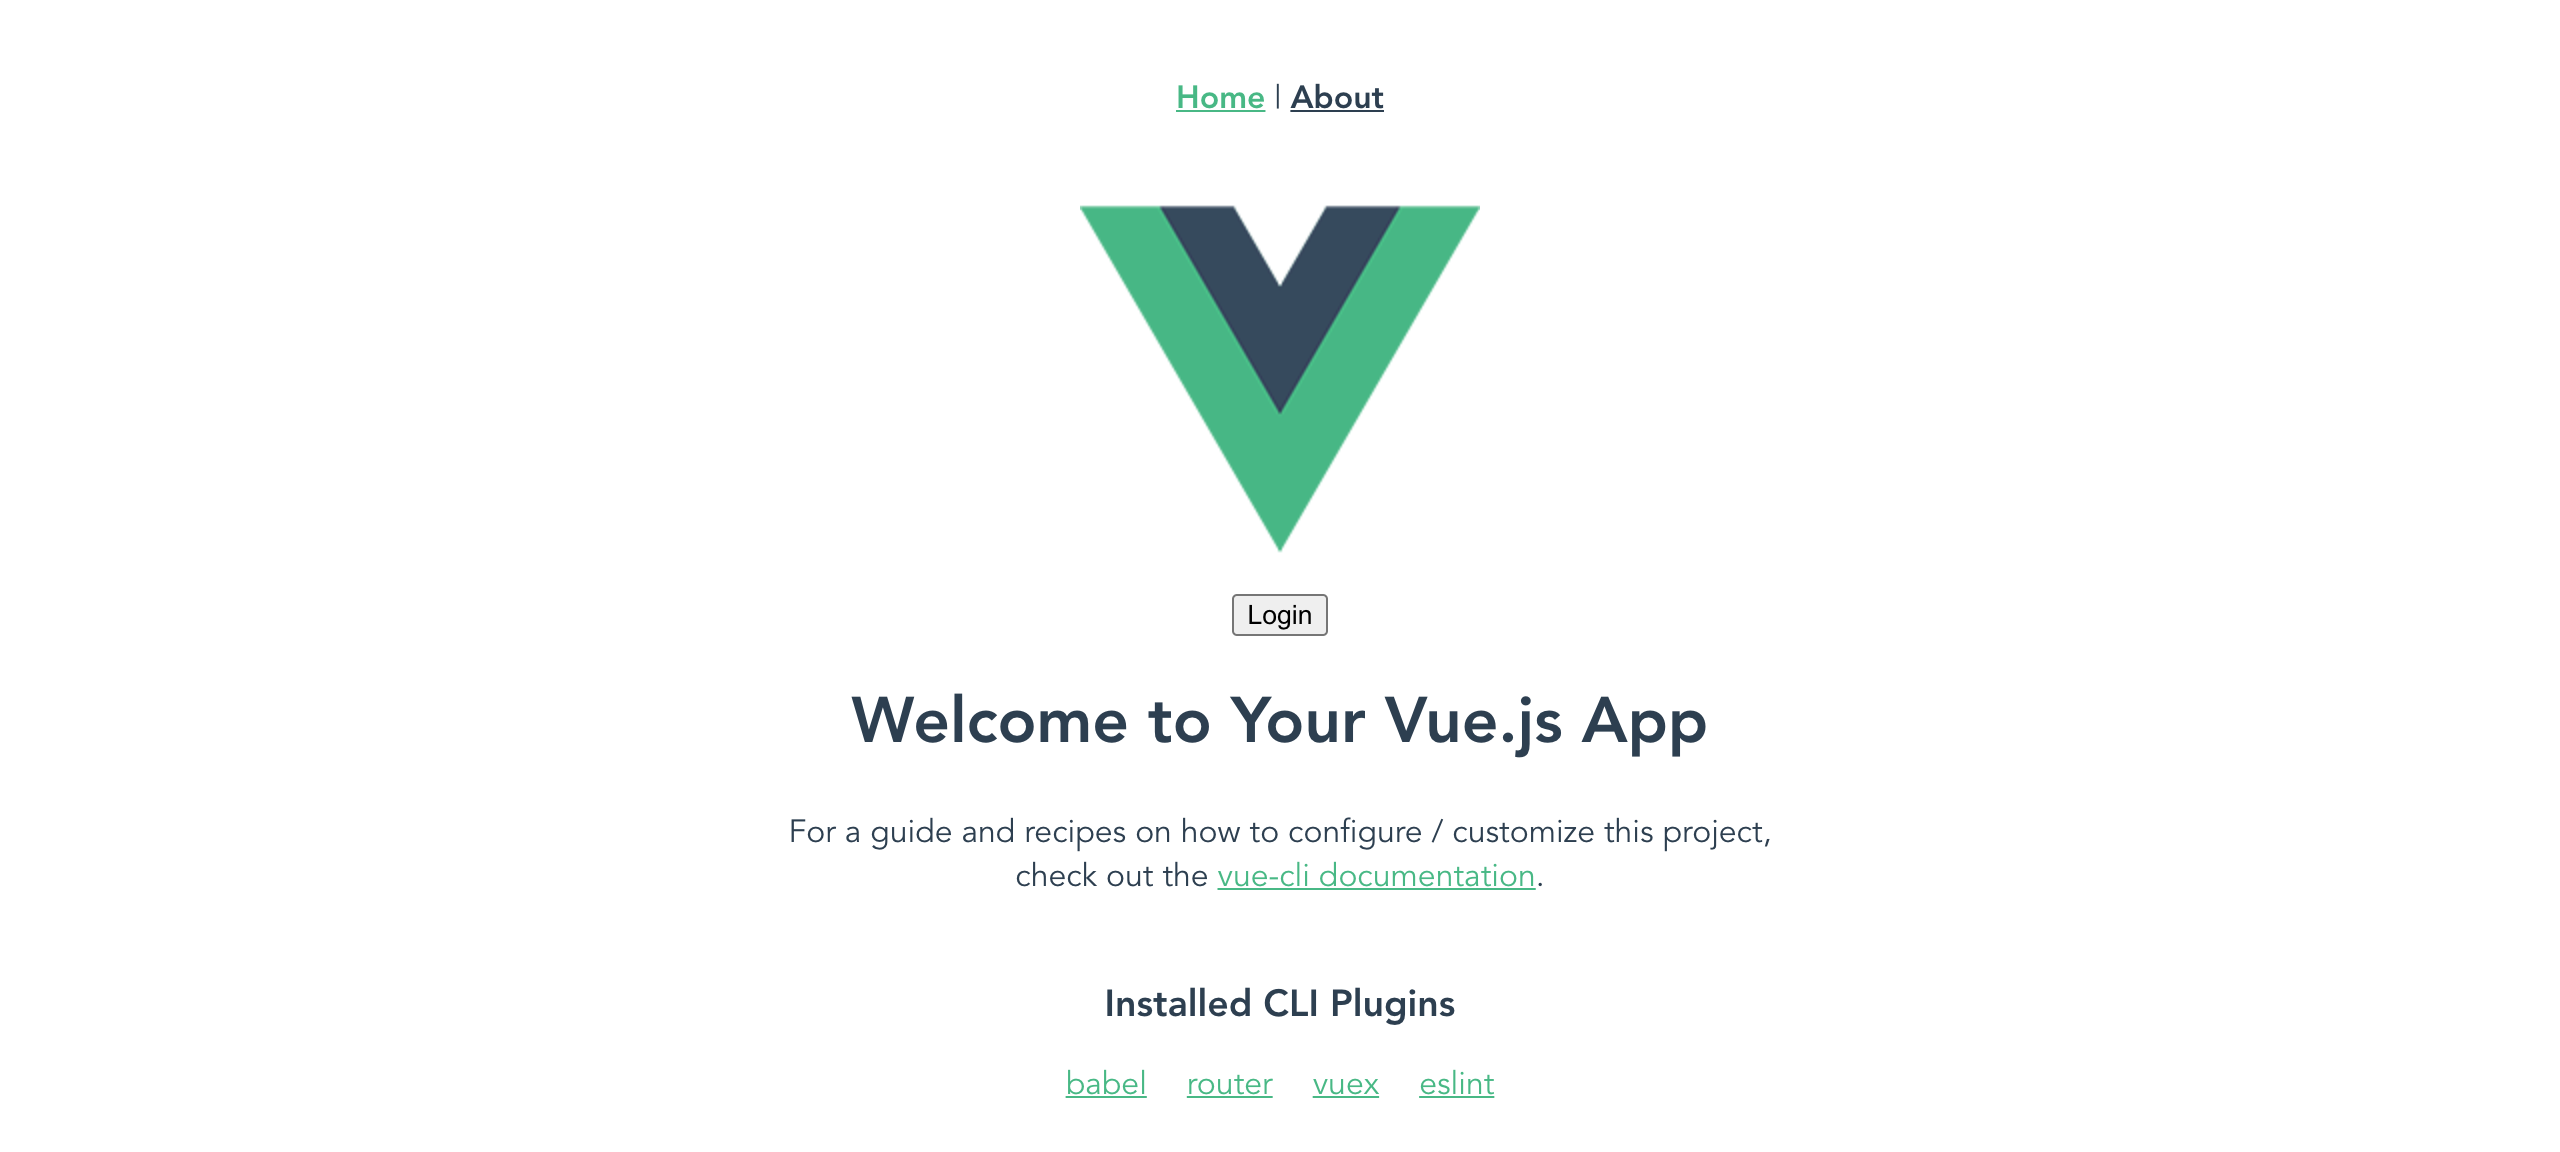 Home | About
Login
Welcome to Your Vue.js App
For a guide and recipes on how to configure / customize this project,
check out the vue-cli documentation.
Installed CLI Plugins
babel router vuex eslint